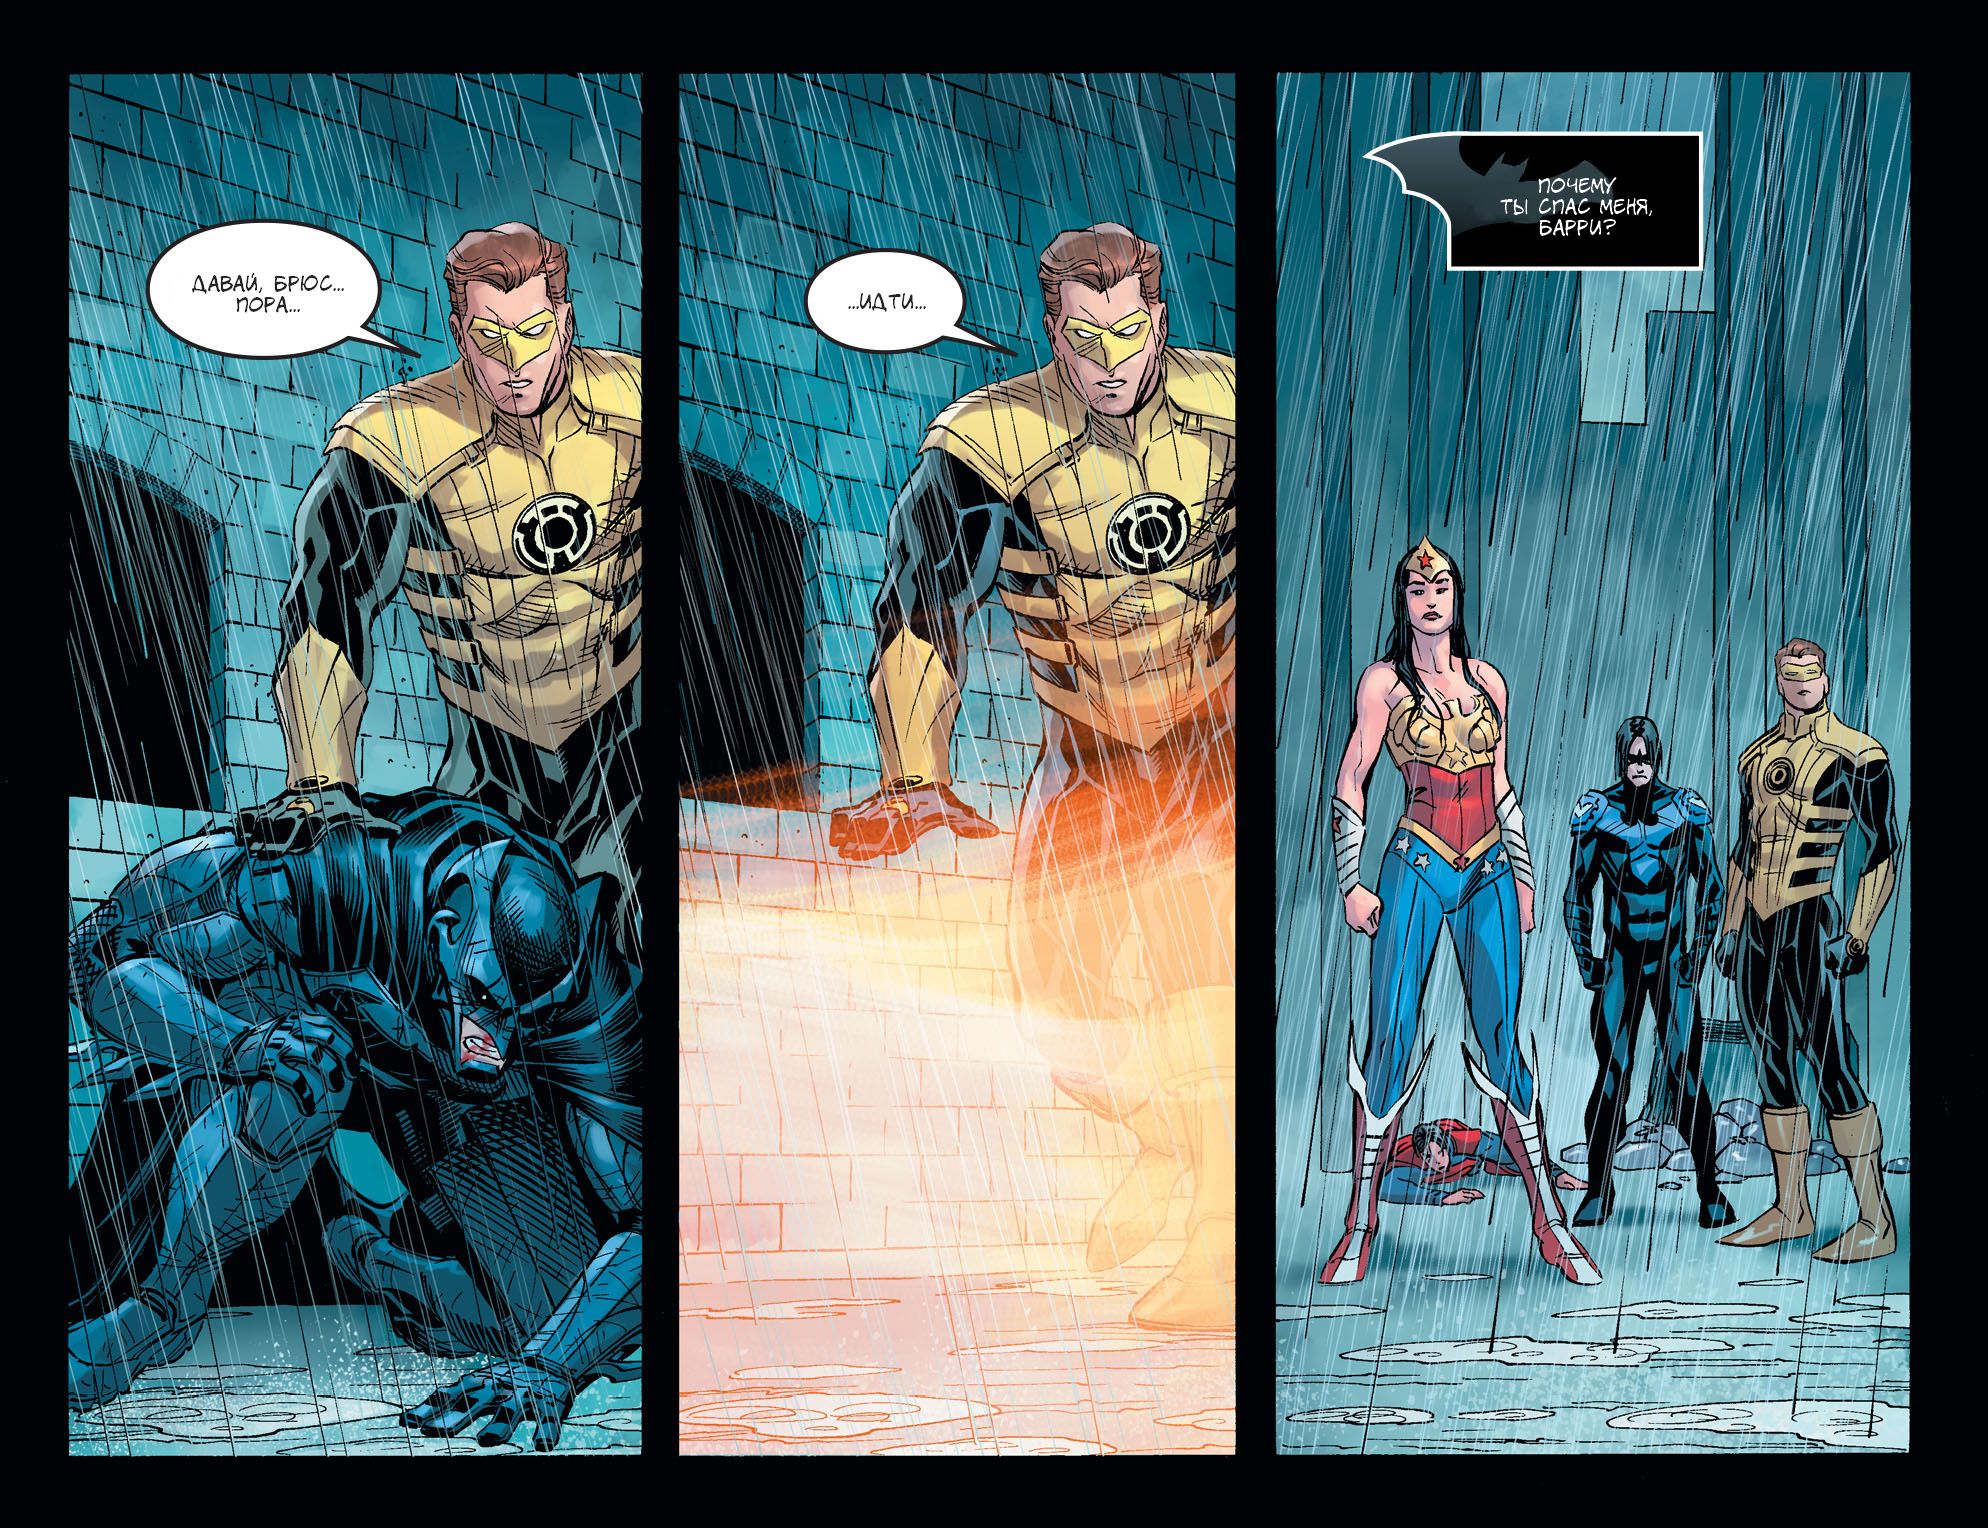 ДАВАЙ, БРЮС...
ПОРА...
...ИДТИ...
ПОЧЕМУ
ТЫ СПАС МЕНЯ,
БАРРИ?